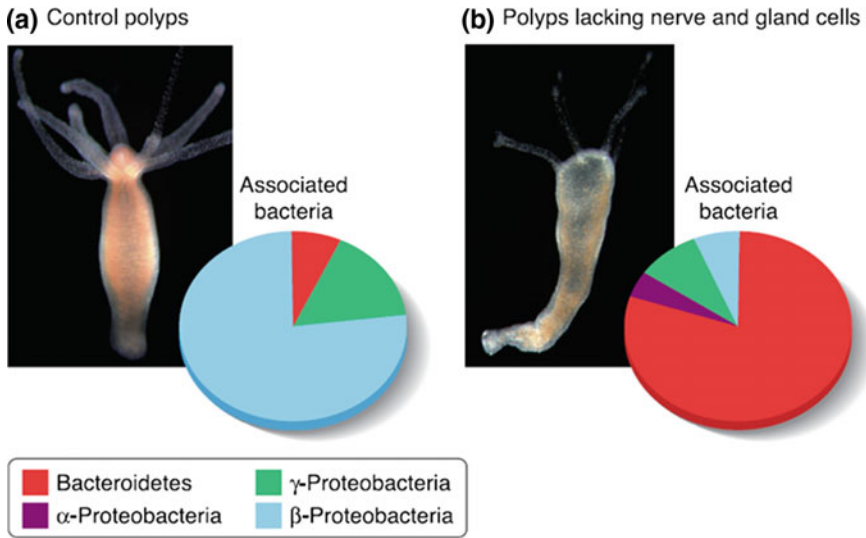 (a) Control polyps
Associated
bacteria
(b) Polyps lacking nerve and gland cells
Associated
bacteria
Bacteroidetes
α-Proteobacteria
γ-Proteobacteria
β-Proteobacteria